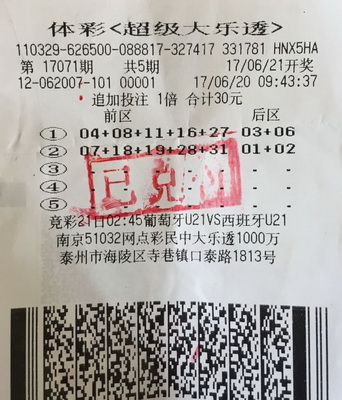 体彩<超级大乐透>
110329-626500-088817-327417 331781 HNX5HA
第 17071期 共5期 17/06/21开奖
12-062007-101 00001 17/06/20 09:43:37
追加投注 1倍 合计30元
前区 后区
① 04+08+11+16+27 03+06
② 07+18+19+28+31 01+02
③ --+--+--+--+-- --+--
④ --+--+--+--+-- --+--
⑤ --+--+--+--+-- --+--
已兑
竞彩21日02:45葡萄牙U21VS西班牙U21
南京51032网点彩民中大乐透1000万
泰州市海陵区寺巷镇口泰路1813号